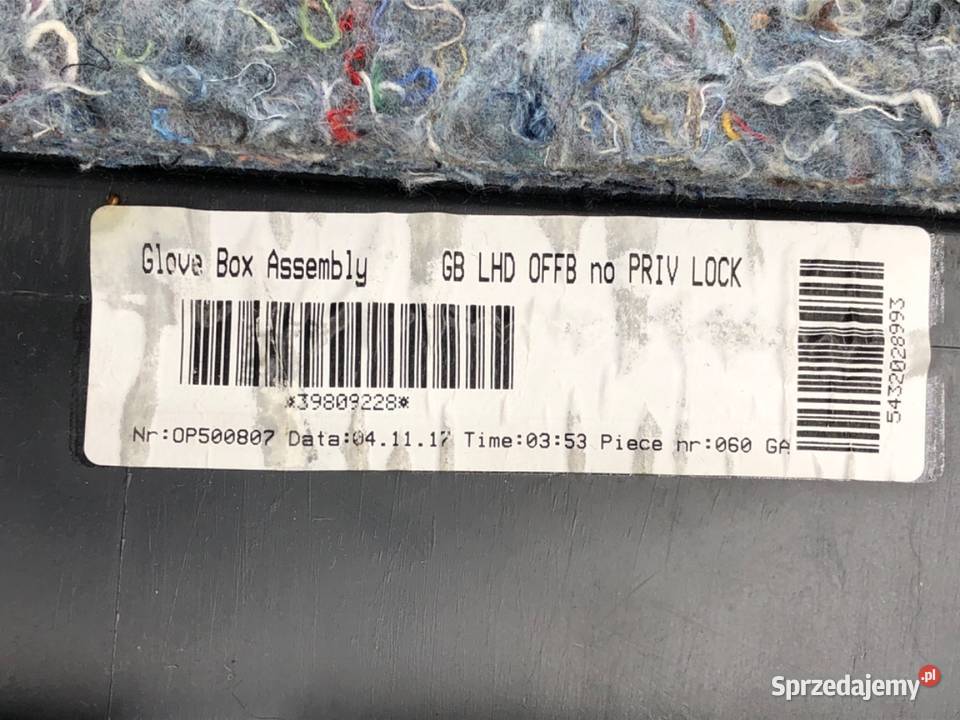 Glove Box Assembly GB LHD OFFB no PRIV LOCK
*39809228*
Nr:OP500807 Data:04.11.17 Time:03:53 Piece nr:060 GA
5432028993
Sprzedajemy.pl